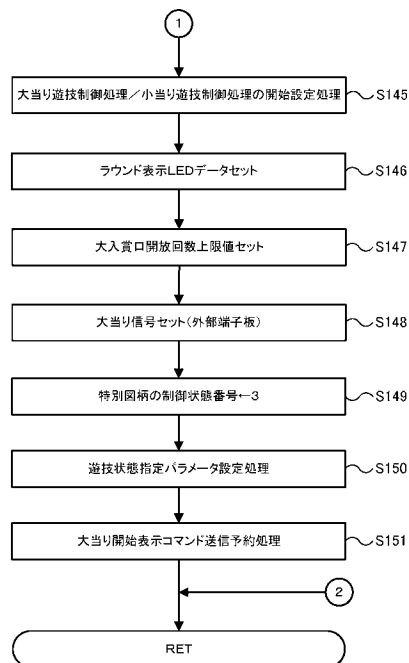 1
大当り遊技制御処理/小当り遊技制御処理の開始設定処理 S145
ラウンド表示LEDデータセット S146
大入賞口開放回数上限値セット S147
大当り信号セット(外部端子板) S148
特別図柄の制御状態番号←3 S149
遊技状態指定パラメータ設定処理 S150
大当り開始表示コマンド送信予約処理 S151
2
RET